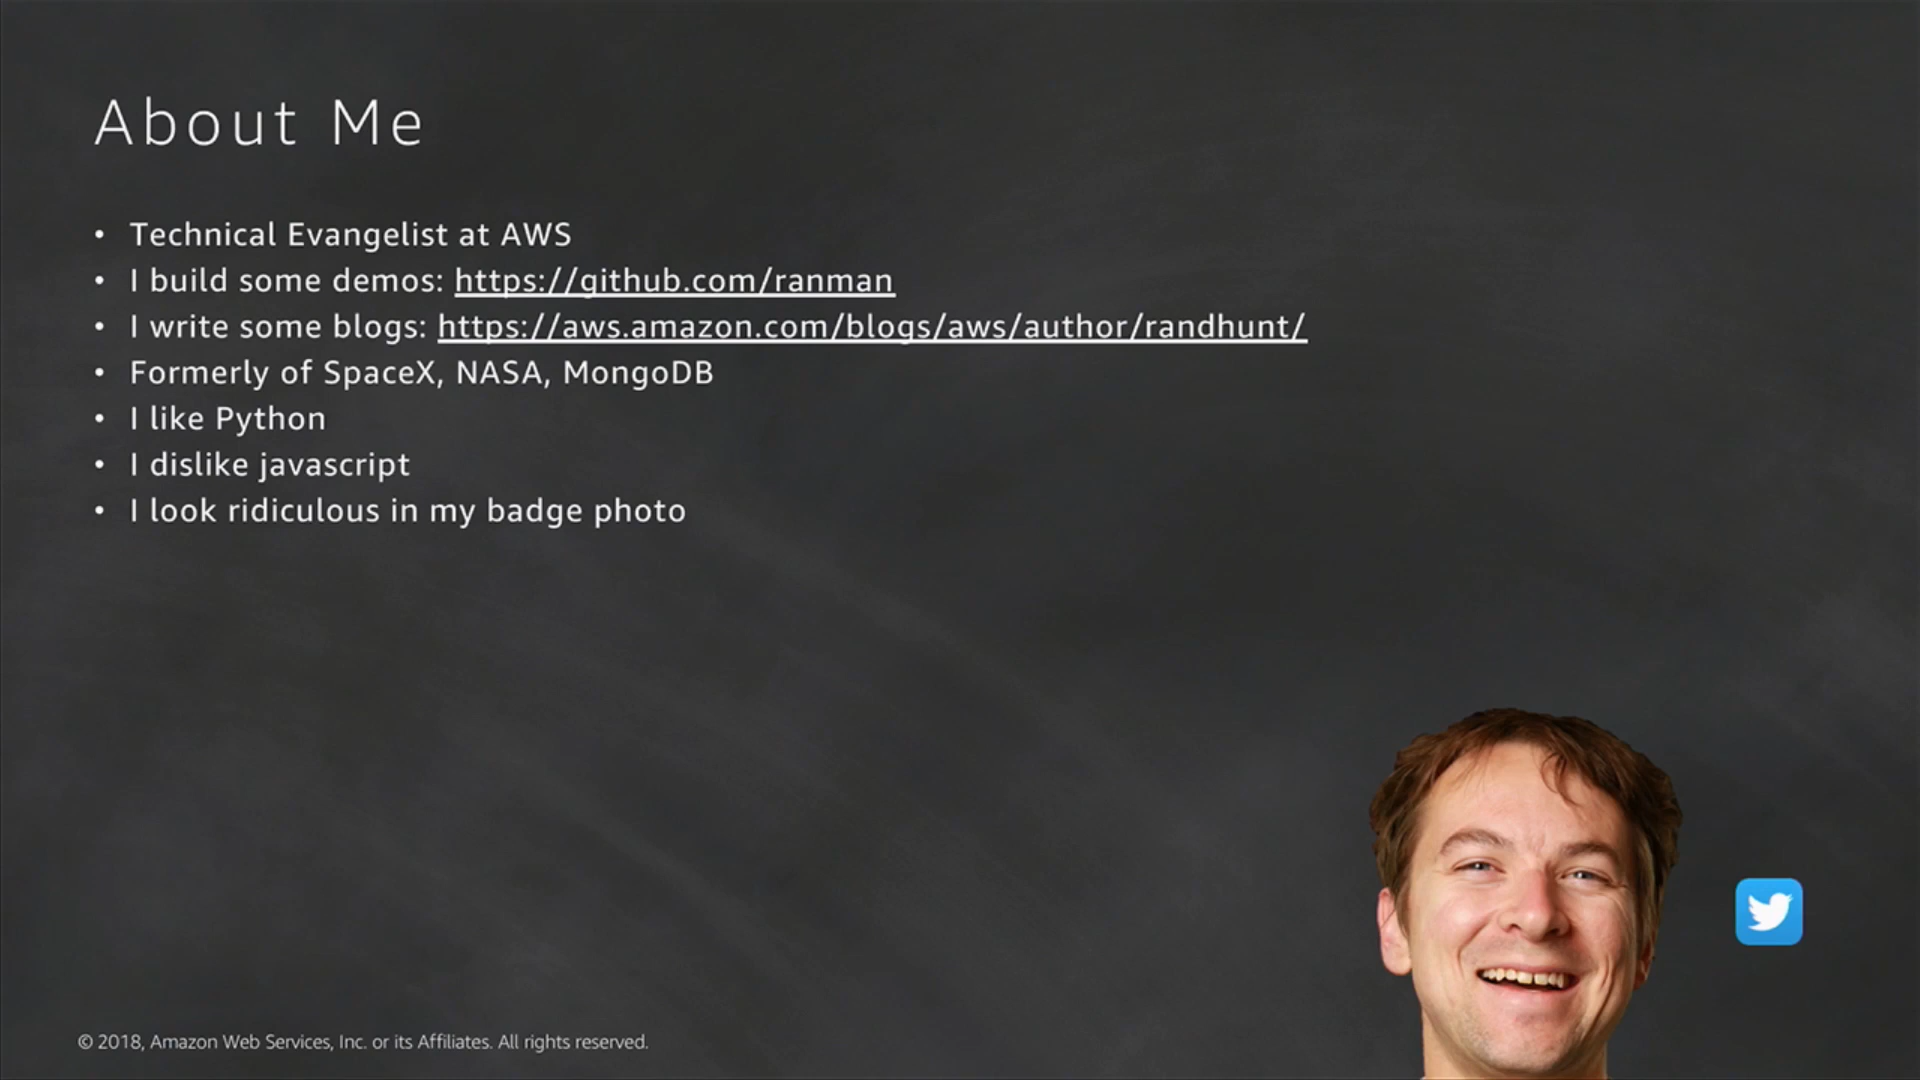 About Me
• Technical Evangelist at AWS
• I build some demos: https://github.com/ranman
• I write some blogs: https://aws.amazon.com/blogs/aws/author/randhunt/
• Formerly of SpaceX, NASA, MongoDB
• I like Python
• I dislike javascript
• I look ridiculous in my badge photo
© 2018, Amazon Web Services, Inc. or its Affiliates. All rights reserved.